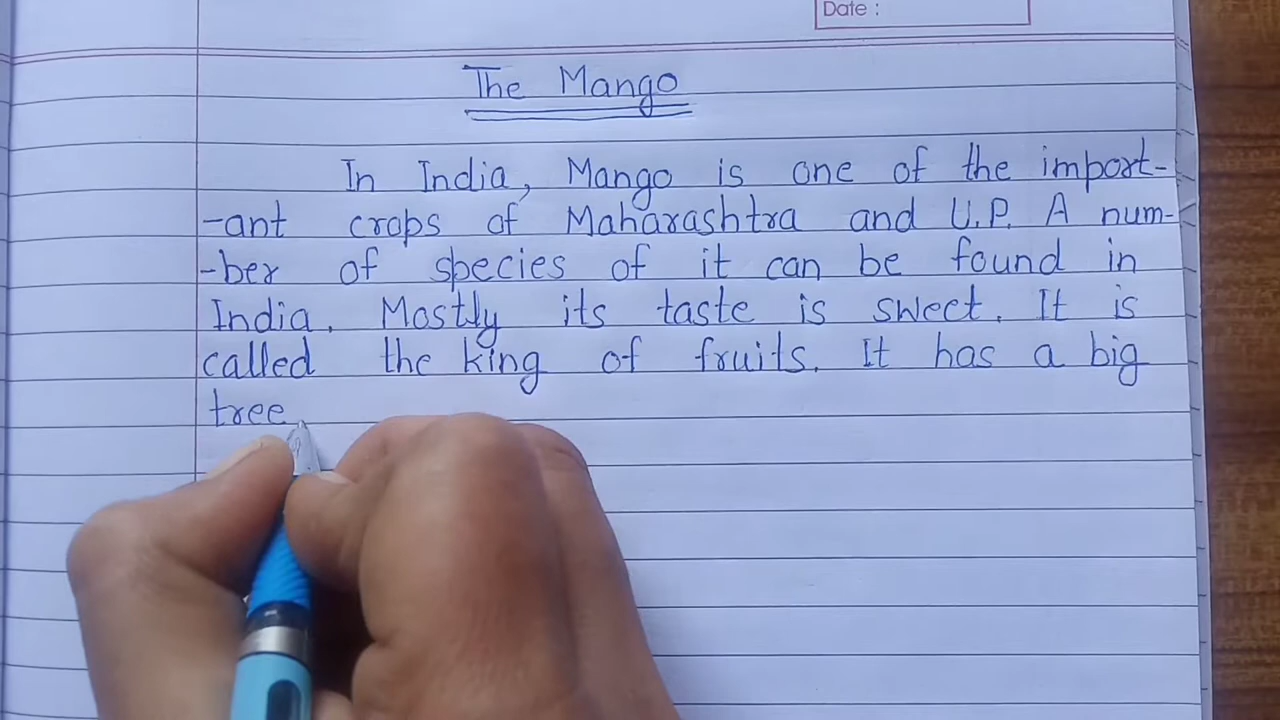 Date :
The Mango
In India, Mango is one of the import-
-ant crops of Maharashtra and U.P. A num-
-ber of species of it can be found in
India. Mostly its taste is sweet. It is
called the king of fruits. It has a big
tree.